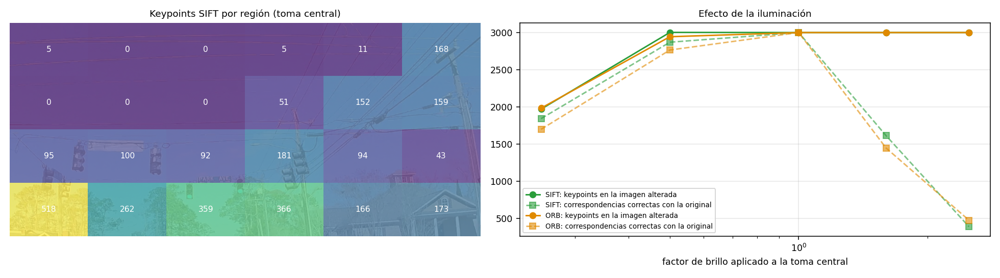 Keypoints SIFT por región (toma central)
5 0 0 5 11 168
0 0 0 51 152 159
95 100 92 181 94 43
PARK AVE
518 262 359 366 166 173
Efecto de la iluminación
3000
2500
2000
1500
1000
500
SIFT: keypoints en la imagen alterada
SIFT: correspondencias correctas con la original
ORB: keypoints en la imagen alterada
ORB: correspondencias correctas con la original
10⁰
factor de brillo aplicado a la toma central